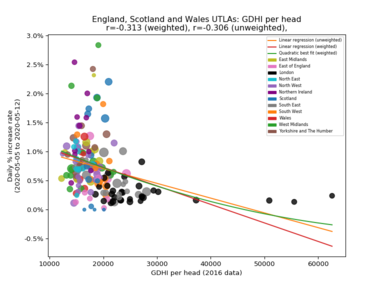 England, Scotland and Wales UTLAs: GDHI per head
r=-0.313 (weighted), r=-0.306 (unweighted),
Daily % increase rate
(2020-05-05 to 2020-05-12)
3.0%
2.5%
2.0%
1.5%
1.0%
0.5%
0.0%
-0.5%
Linear regression (unweighted)
Linear regression (weighted)
Quadratic best fit (weighted)
East Midlands
East of England
London
North East
North West
Northern Ireland
Scotland
South East
South West
Wales
West Midlands
Yorkshire and The Humber
10000
20000
30000
40000
50000
60000
GDHI per head (2016 data)